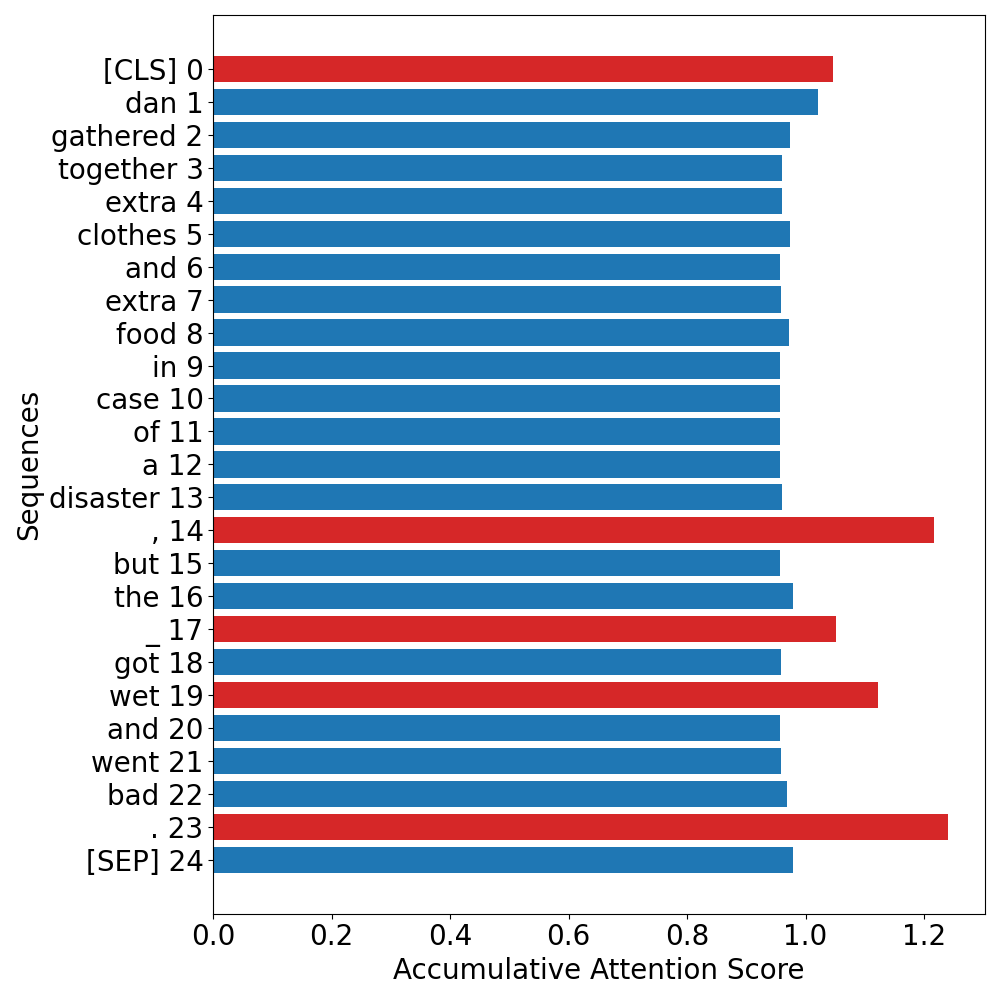 [CLS] 0
dan 1
gathered 2
together 3
extra 4
clothes 5
and 6
extra 7
food 8
in 9
case 10
of 11
a 12
disaster 13
, 14
but 15
the 16
_ 17
got 18
wet 19
and 20
went 21
bad 22
. 23
[SEP] 24
Sequences
0.0 0.2 0.4 0.6 0.8 1.0 1.2
Accumulative Attention Score